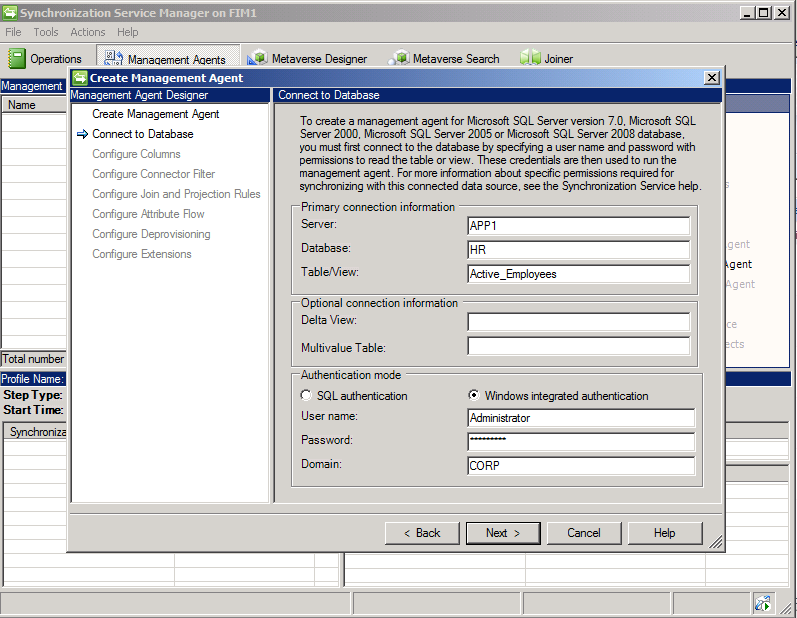 Synchronization Service Manager on FIM1
File Tools Actions Help
Operations Management Agents Metaverse Designer Metaverse Search Joiner
Management
Name
Total number
Profile Name:
Step Type:
Start Time:
Create Management Agent
Management Agent Designer
Create Management Agent
Connect to Database
Configure Columns
Configure Connector Filter
Configure Join and Projection Rules
Configure Attribute Flow
Configure Deprovisioning
Configure Extensions
Connect to Database
To create a management agent for Microsoft SQL Server version 7.0, Microsoft SQL
Server 2000, Microsoft SQL Server 2005 or Microsoft SQL Server 2008 database,
you must first connect to the database by specifying a user name and password with
permissions to read the table or view. These credentials are then used to run the
management agent. For more information about specific permissions required for
synchronizing with this connected data source, see the Synchronization Service help.
Primary connection information
Server: APP1
Database: HR
Table/View: Active_Employees
Optional connection information
Delta View:
Multivalue Table:
Authentication mode
SQL authentication Windows integrated authentication
User name: Administrator
Password: *********
Domain: CORP
< Back Next > Cancel Help